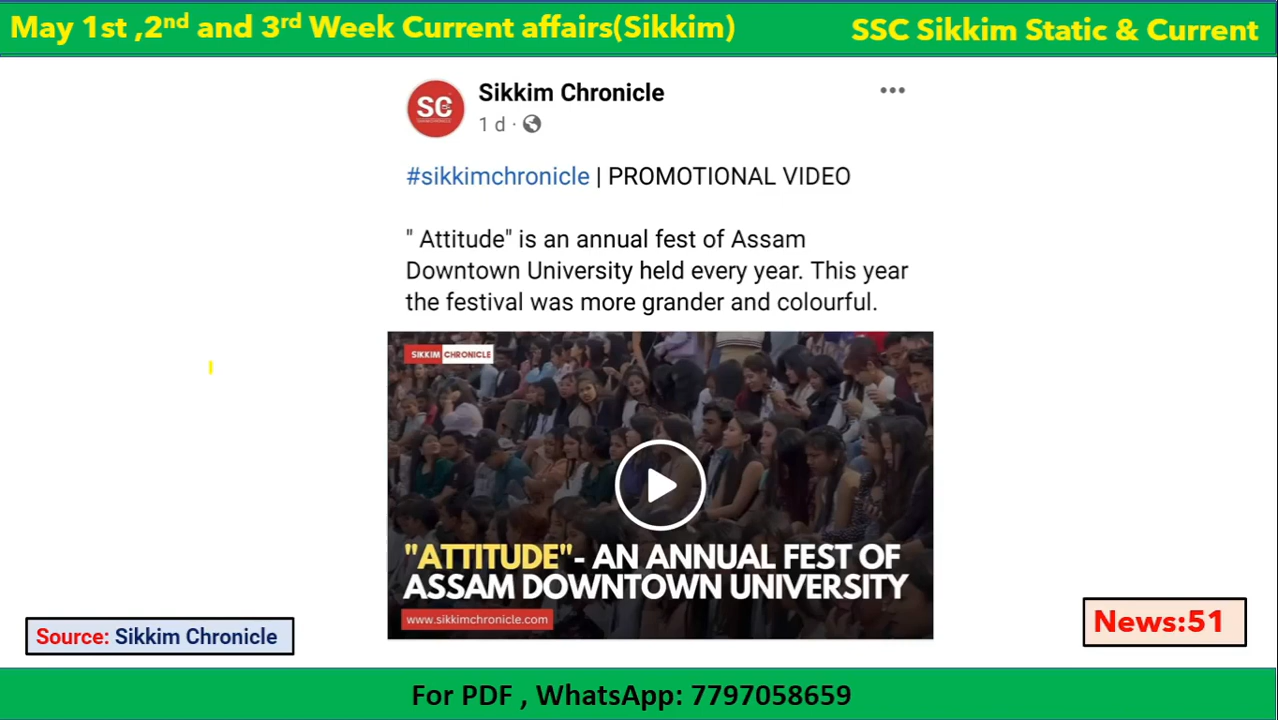 May 1st ,2nd and 3rd Week Current affairs(Sikkim)
SSC Sikkim Static & Current
SC
Sikkim Chronicle
1 d ·
#sikkimchronicle | PROMOTIONAL VIDEO
" Attitude" is an annual fest of Assam
Downtown University held every year. This year
the festival was more grander and colourful.
SIKKIM CHRONICLE
"ATTITUDE"- AN ANNUAL FEST OF
ASSAM DOWNTOWN UNIVERSITY
www.sikkimchronicle.com
Source: Sikkim Chronicle
News:51
For PDF , WhatsApp: 7797058659